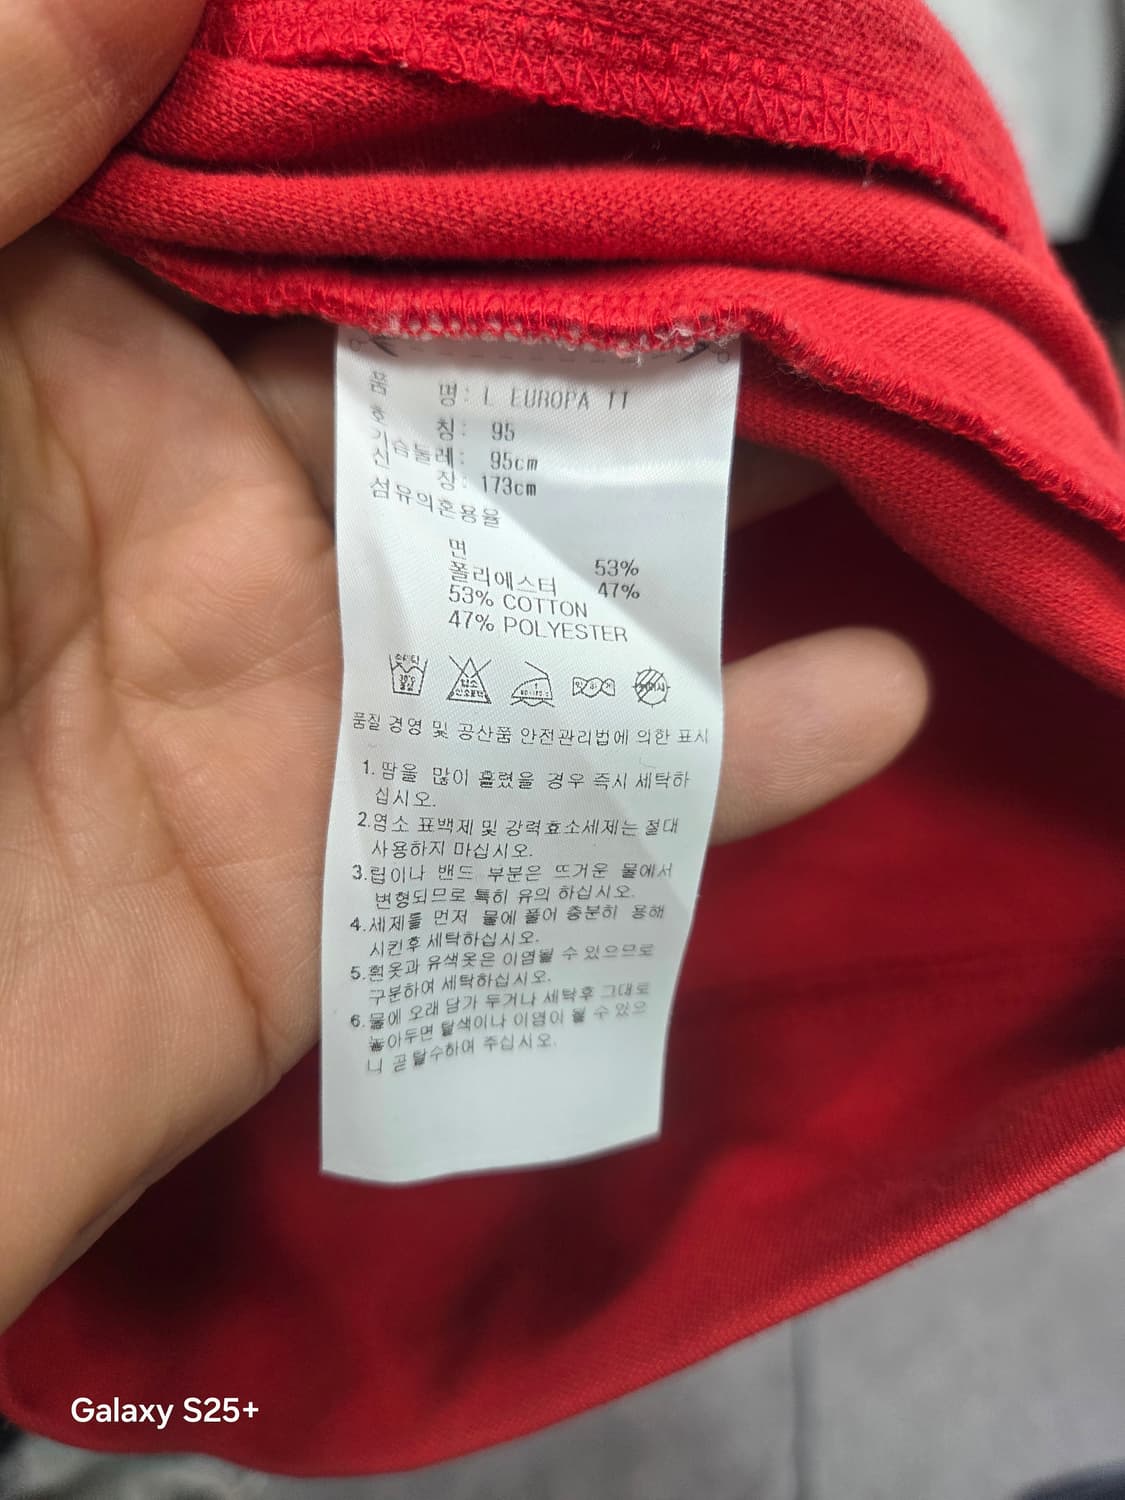 품 명: L EUROPA TT
호 칭: 95
가슴둘레: 95cm
신 장: 173cm
섬유의혼용율
면 53%
폴리에스터 47%
53% COTTON
47% POLYESTER
품질 경영 및 공산품 안전관리법에 의한 표시
1. 땀을 많이 흘렸을 경우 즉시 세탁하
십시오.
2.염소 표백제 및 강력효소세제는 절대
사용하지 마십시오.
3.립이나 밴드 부분은 뜨거운 물에서
변형되므로 특히 유의 하십시오.
4.세제를 먼저 물에 풀어 충분히 용해
시킨후 세탁하십시오.
5.흰옷과 유색옷은 이염될 수 있으므로
구분하여 세탁하십시오.
6.물에 오래 담가 두거나 세탁후 그대로
놓아두면 탈색이나 이염이 될 수 있으
니 곧 탈수하여 주십시오.
Galaxy S25+